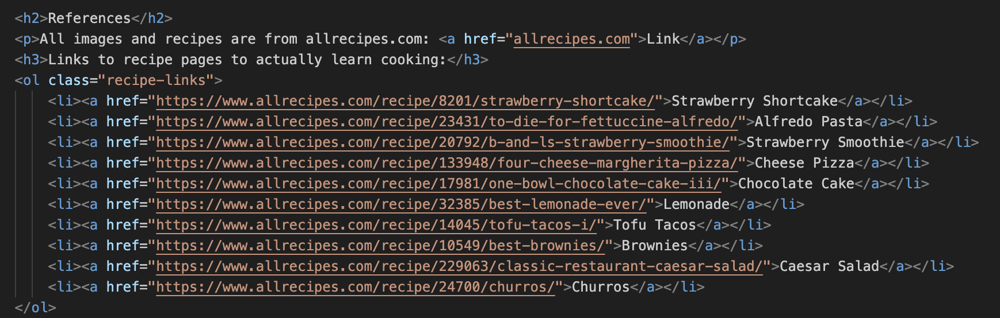 <h2>References</h2>
<p>All images and recipes are from allrecipes.com: <a href="allrecipes.com">Link</a></p>
<h3>Links to recipe pages to actually learn cooking:</h3>
<ol class="recipe-links">
<li><a href="https://www.allrecipes.com/recipe/8201/strawberry-shortcake/">Strawberry Shortcake</a></li>
<li><a href="https://www.allrecipes.com/recipe/23431/to-die-for-fettuccine-alfredo/">Alfredo Pasta</a></li>
<li><a href="https://www.allrecipes.com/recipe/20792/b-and-ls-strawberry-smoothie/">Strawberry Smoothie</a></li>
<li><a href="https://www.allrecipes.com/recipe/133948/four-cheese-margherita-pizza/">Cheese Pizza</a></li>
<li><a href="https://www.allrecipes.com/recipe/17981/one-bowl-chocolate-cake-iii/">Chocolate Cake</a></li>
<li><a href="https://www.allrecipes.com/recipe/32385/best-lemonade-ever/">Lemonade</a></li>
<li><a href="https://www.allrecipes.com/recipe/14045/tofu-tacos-i/">Tofu Tacos</a></li>
<li><a href="https://www.allrecipes.com/recipe/10549/best-brownies/">Brownies</a></li>
<li><a href="https://www.allrecipes.com/recipe/229063/classic-restaurant-caesar-salad/">Caesar Salad</a></li>
<li><a href="https://www.allrecipes.com/recipe/24700/churros/">Churros</a></li>
</ol>